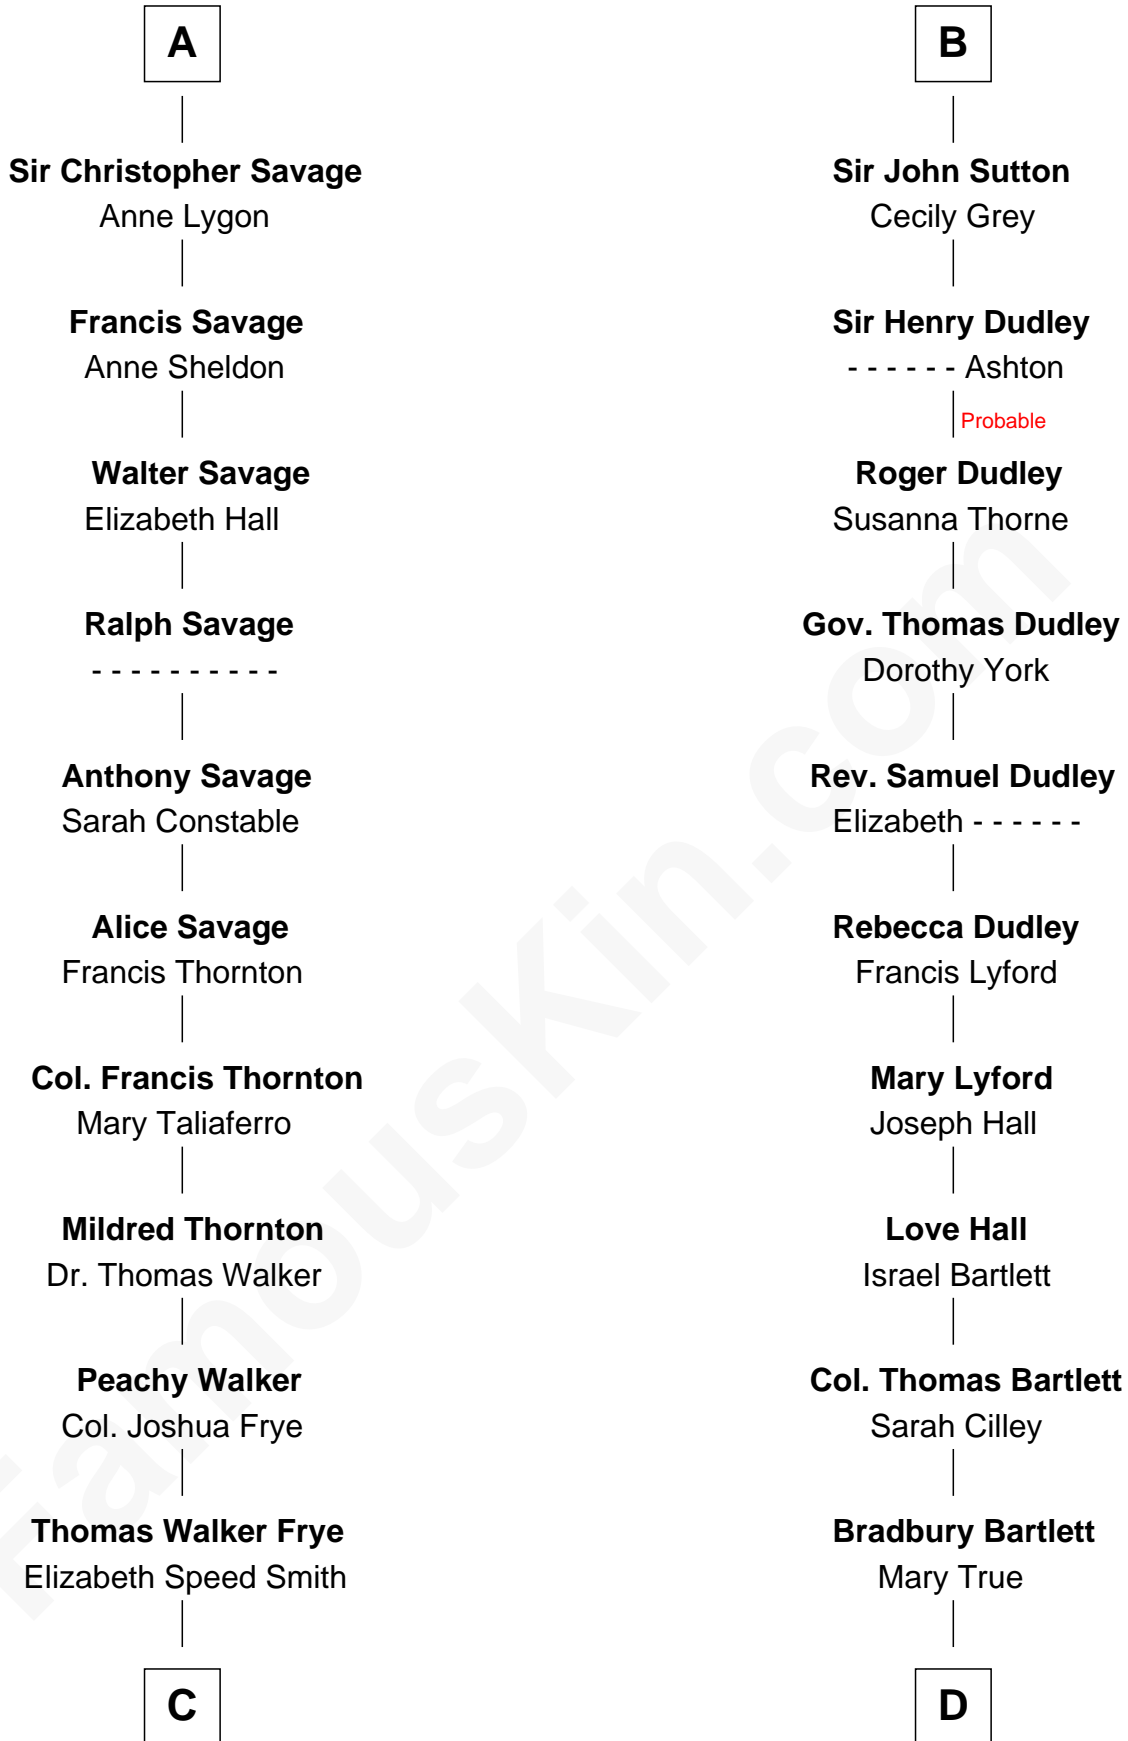 A
Sir Christopher Savage
Anne Lygon
Francis Savage
Anne Sheldon
Walter Savage
Elizabeth Hall
Ralph Savage
- - - - - - - - - -
Anthony Savage
Sarah Constable
Alice Savage
Francis Thornton
Col. Francis Thornton
Mary Taliaferro
Mildred Thornton
Dr. Thomas Walker
Peachy Walker
Col. Joshua Frye
Thomas Walker Frye
Elizabeth Speed Smith
C
B
Sir John Sutton
Cecily Grey
Sir Henry Dudley
- - - - - - Ashton
Probable
Roger Dudley
Susanna Thorne
Gov. Thomas Dudley
Dorothy York
Rev. Samuel Dudley
Elizabeth - - - - - -
Rebecca Dudley
Francis Lyford
Mary Lyford
Joseph Hall
Love Hall
Israel Bartlett
Col. Thomas Bartlett
Sarah Cilley
Bradbury Bartlett
Mary True
D
FamousKin.com